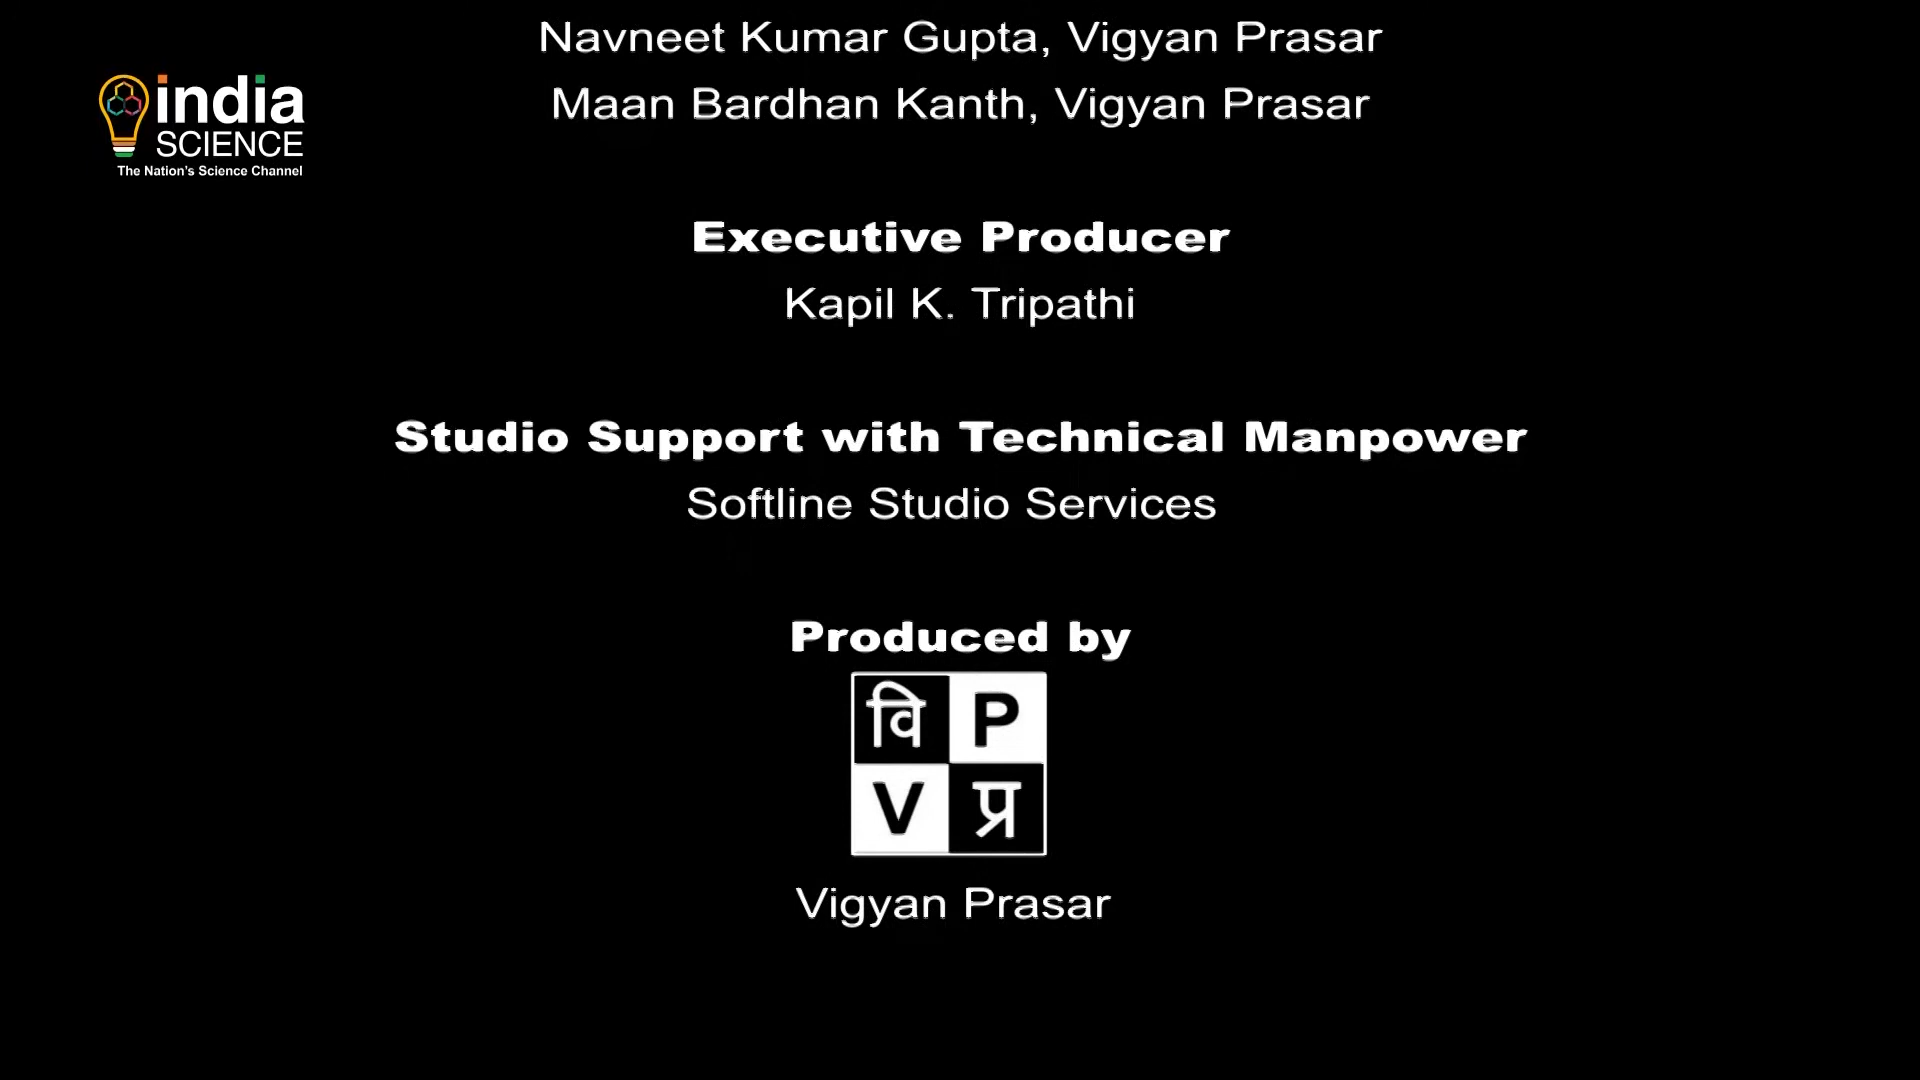 Navneet Kumar Gupta, Vigyan Prasar
Maan Bardhan Kanth, Vigyan Prasar
india
SCIENCE
The Nation's Science Channel
Executive Producer
Kapil K. Tripathi
Studio Support with Technical Manpower
Softline Studio Services
Produced by
वि P
V प्र
Vigyan Prasar